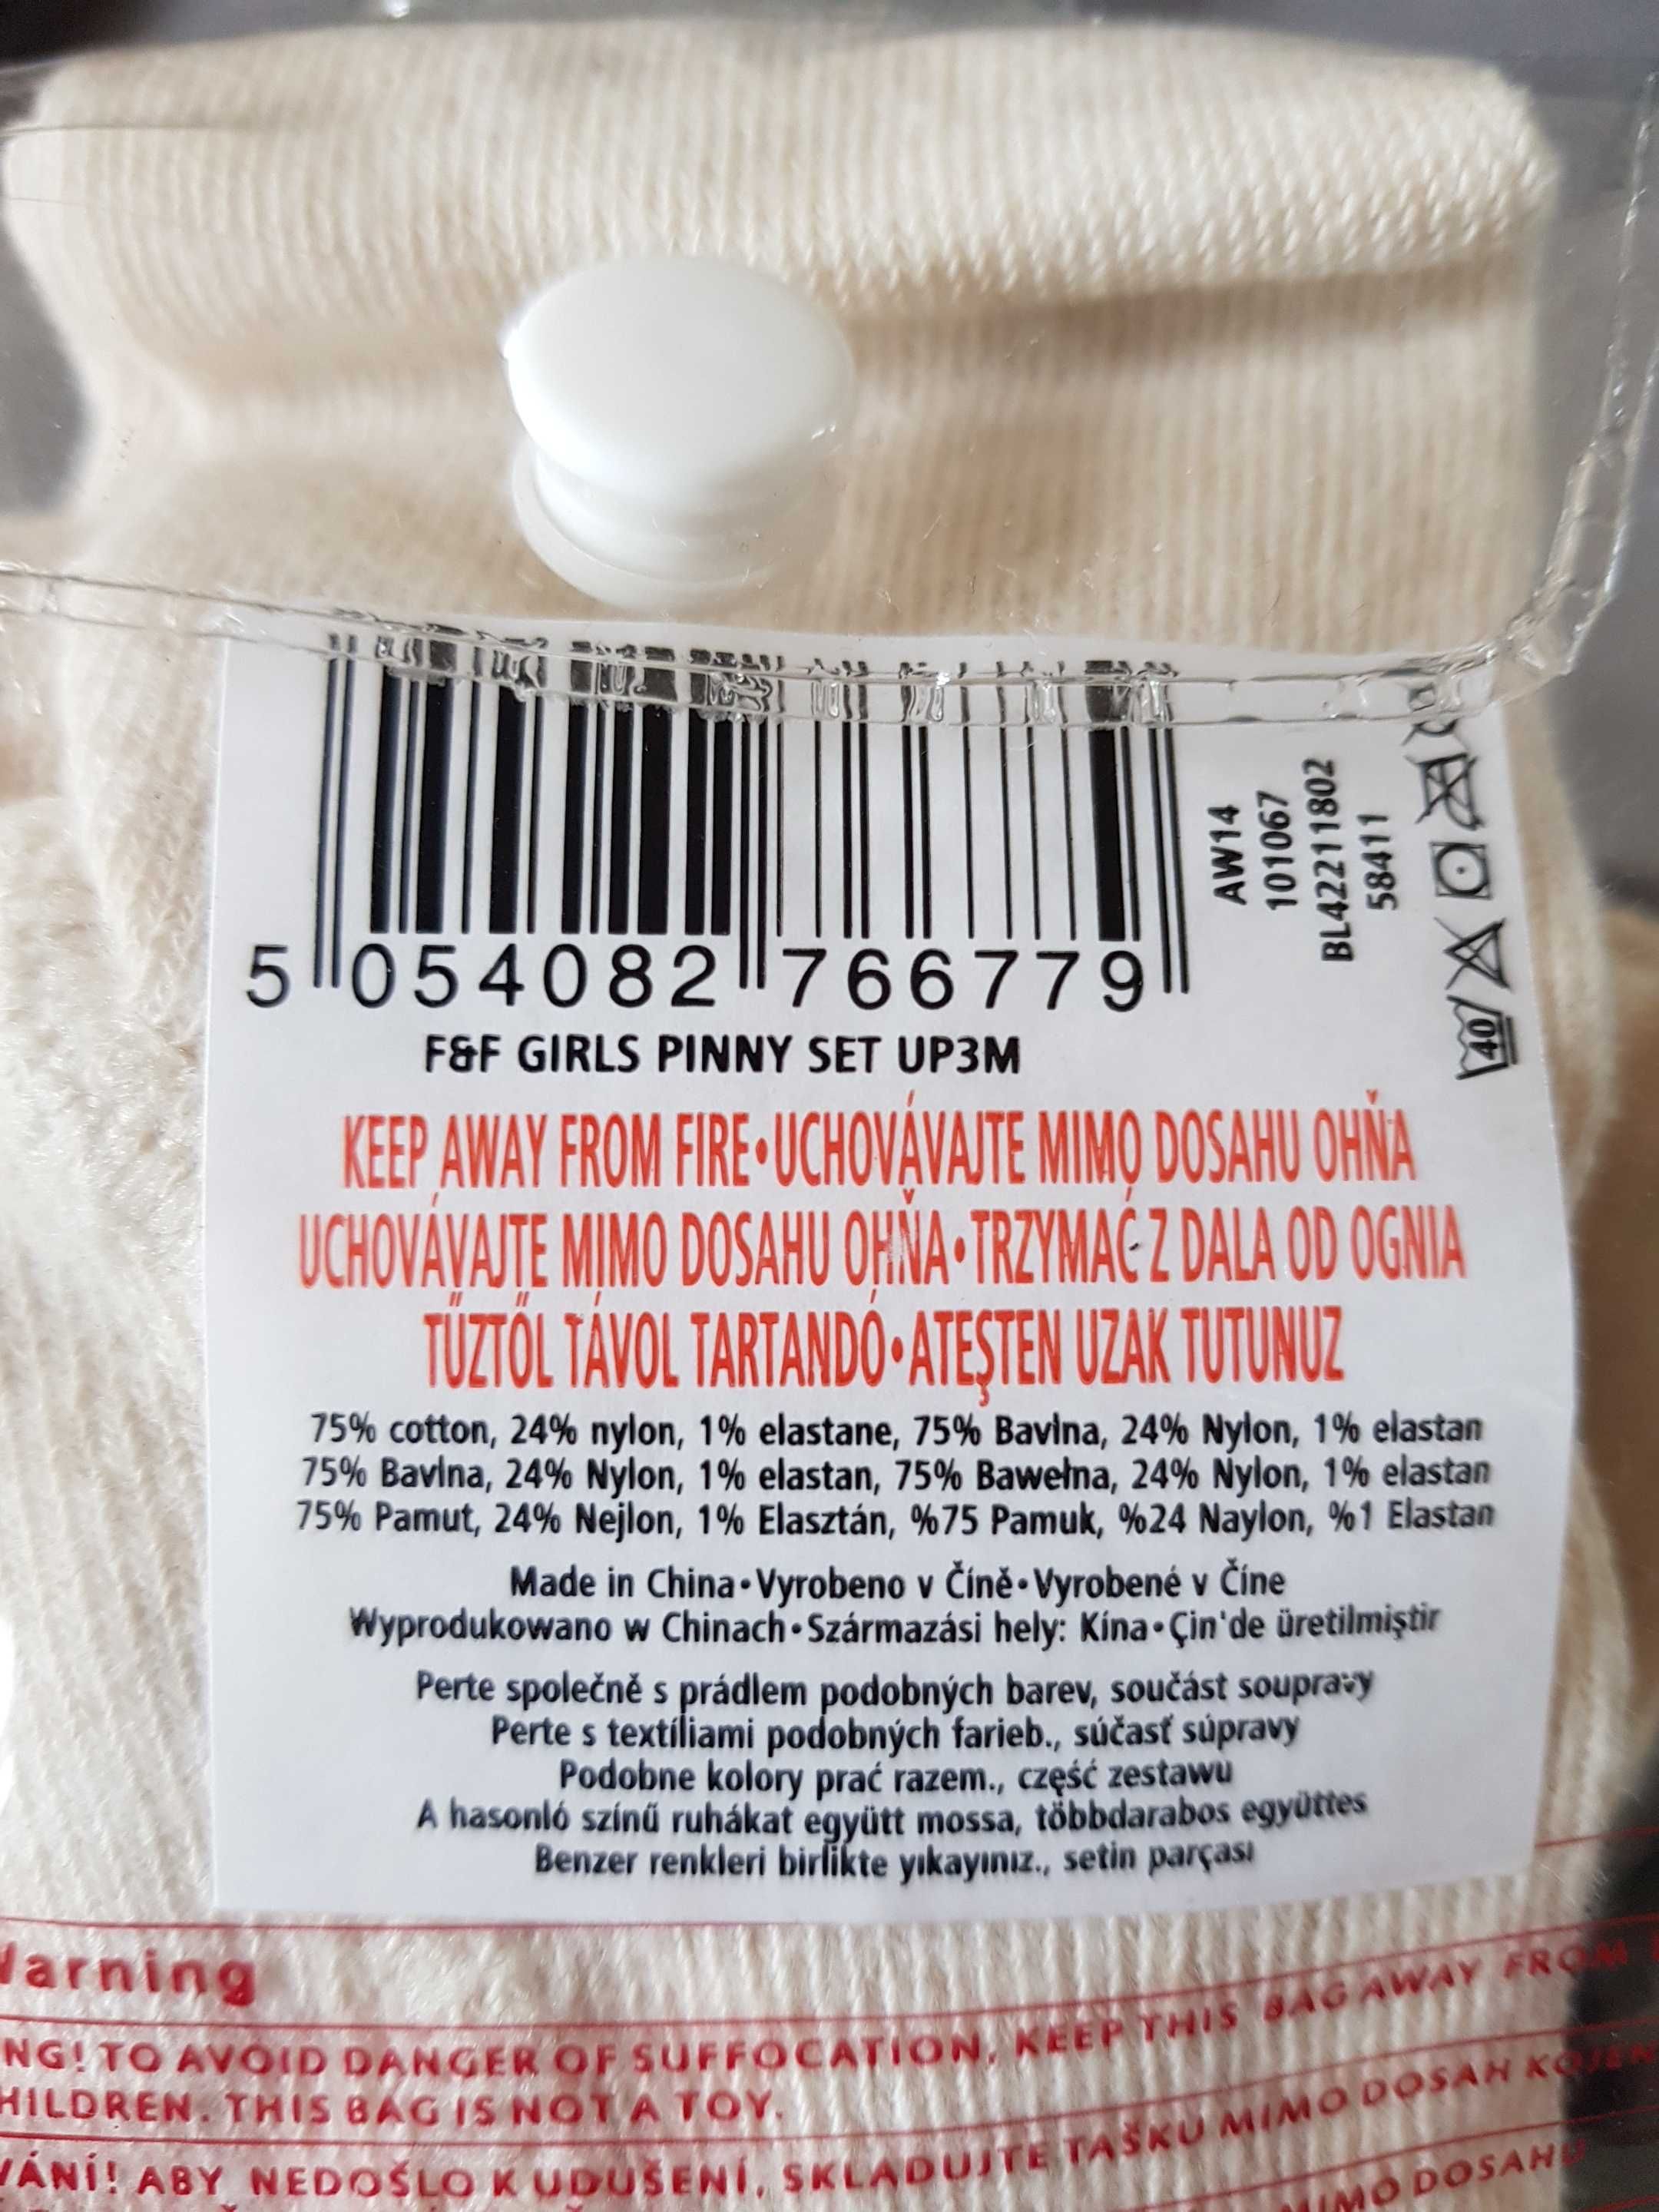 5 054082 766779
AW14
101067
BL42211802
58411
40
F&F GIRLS PINNY SET UP3M
KEEP AWAY FROM FIRE•UCHOVÁVAJTE MIMO DOSAHU OHŇA
UCHOVÁVAJTE MIMO DOSAHU OHŇA•TRZYMAĆ Z DALA OD OGNIA
TŰZTŐL TÁVOL TARTANDÓ•ATEŞTEN UZAK TUTUNUZ
75% cotton, 24% nylon, 1% elastane, 75% Bavlna, 24% Nylon, 1% elastan
75% Bavlna, 24% Nylon, 1% elastan, 75% Bawełna, 24% Nylon, 1% elastan
75% Pamut, 24% Nejlon, 1% Elasztán, %75 Pamuk, %24 Naylon, %1 Elastan
Made in China•Vyrobeno v Číně•Vyrobené v Číne
Wyprodukowano w Chinach•Származási hely: Kína•Çin'de üretilmiştir
Perte společně s prádlem podobných barev, součást soupravy
Perte s textíliami podobných farieb., súčasť súpravy
Podobne kolory prać razem., część zestawu
A hasonló színű ruhákat együtt mossa, többdarabos együttes
Benzer renkleri birlikte yıkayınız., setin parçası
Warning
NG! TO AVOID DANGER OF SUFFOCATION, KEEP THIS BAG AWAY FROM
HILDREN. THIS BAG IS NOT A TOY.
VÁNÍ! ABY NEDOŠLO K UDUŠENÍ, SKLADUJTE TAŠKU MIMO DOSAH KOJEN
MIMO DOSAHU